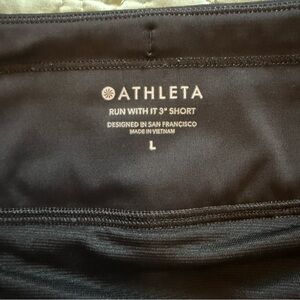 ATHLETA
RUN WITH IT 3" SHORT
DESIGNED IN SAN FRANCISCO
MADE IN VIETNAM
L